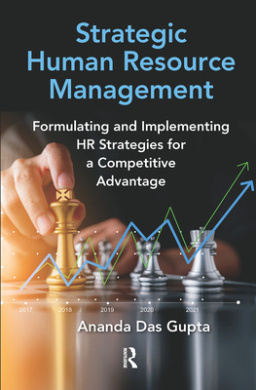 Strategic
Human Resource
Management
Formulating and Implementing
HR Strategies for
a Competitive
Advantage
2017 2018 2019 2020 2021
Ananda Das Gupta
R